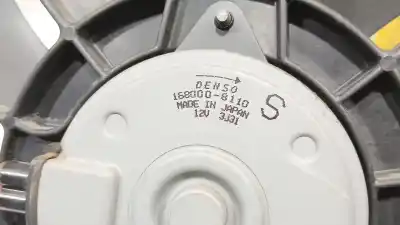 DENSO
168000-8110
MADE IN JAPAN
12V 3J31
S